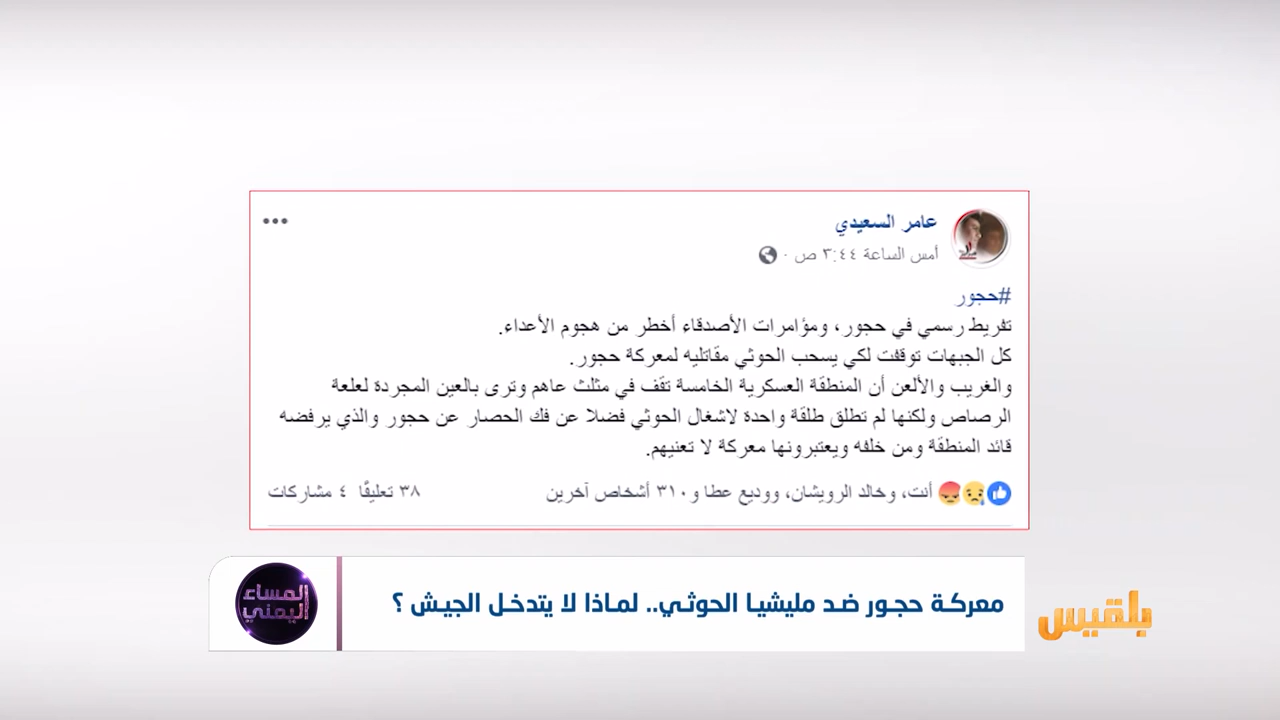 عامر السعيدي
أمس الساعة ٣:٤٤ ص ·
#حجور
تفريط رسمي في حجور، ومؤامرات الأصدقاء أخطر من هجوم الأعداء.
كل الجبهات توقفت لكي يسحب الحوثي مقاتليه لمعركة حجور.
والغريب والألعن أن المنطقة العسكرية الخامسة تقف في مثلث عاهم وترى بالعين المجردة لعلعة
الرصاص ولكنها لم تطلق طلقة واحدة لاشغال الحوثي فضلا عن فك الحصار عن حجور والذي يرفضه
قائد المنطقة ومن خلفه ويعتبرونها معركة لا تعنيهم.
أنت، وخالد الرويشان، ووديع عطا و٣١٠ أشخاص آخرين
٣٨ تعليقًا ٤ مشاركات
معركة حجور ضد مليشيا الحوثي.. لماذا لا يتدخل الجيش ؟
المساء
اليمني
بلقيس